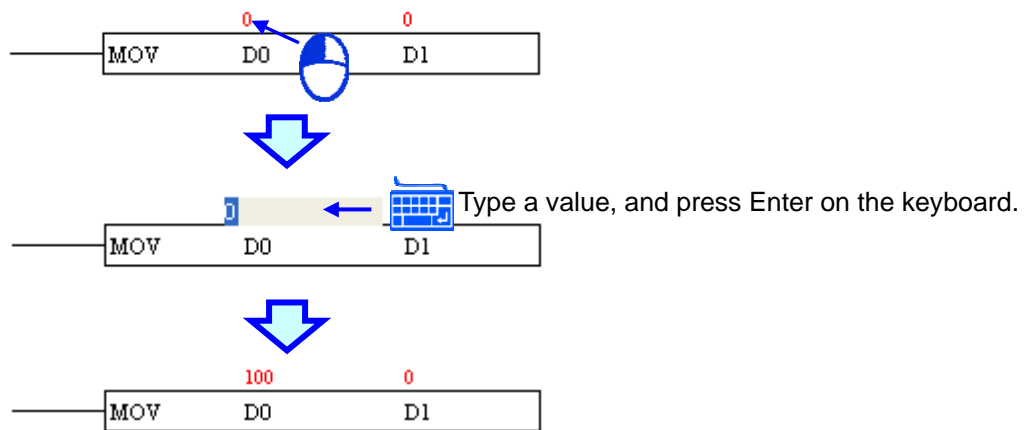 0 0
MOV D0 D1
0 Type a value, and press Enter on the keyboard.
MOV D0 D1
100 0
MOV D0 D1